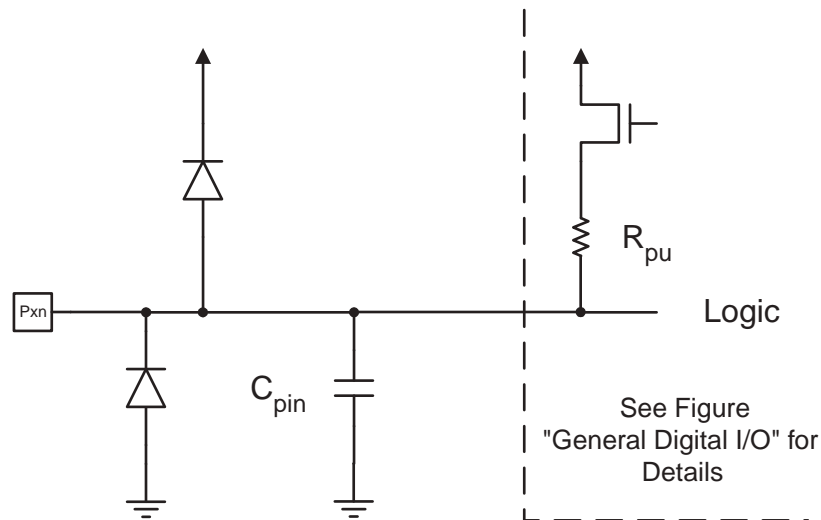 R
pu
Pxn
Logic
C
pin
See Figure
"General Digital I/O" for
Details